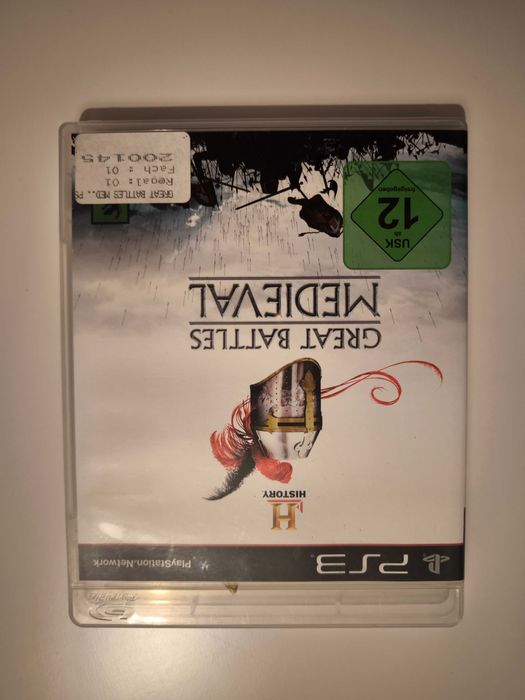 PS3
PlayStation.Network
H
HISTORY
GREAT BATTLES
MEDIEVAL
USK
ab
12
freigegeben
GREAT BATTLES MED... PS
Regal: 01
Fach : 01
200145